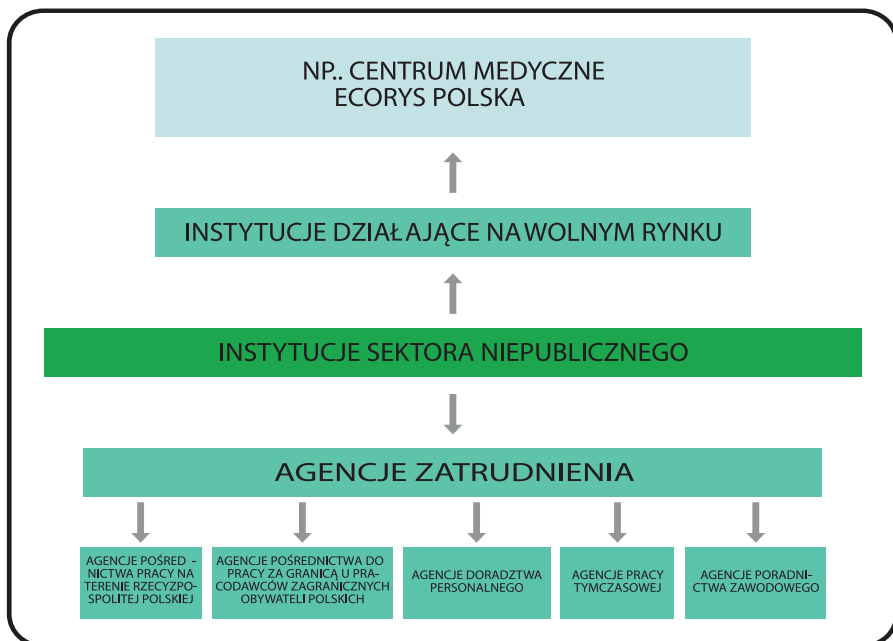 NP.. CENTRUM MEDYCZNE
ECORYS POLSKA
INSTYTUCJE DZIAŁAJĄCE NA WOLNYM RYNKU
INSTYTUCJE SEKTORA NIEPUBLICZNEGO
AGENCJE ZATRUDNIENIA
AGENCJE POŚRED -
NICTWA PRACY NA
TERENIE RZECYZPO-
SPOLITEJ POLSKIEJ
AGENCJE POŚREDNICTWA DO
PRACY ZA GRANICĄ U PRA-
CODAWCÓW ZAGRANICZNYCH
OBYWATELI POLSKICH
AGENCJE DORADZTWA
PERSONALNEGO
AGENCJE PRACY
TYMCZASOWEJ
AGENCJE PORADNI-
CTWA ZAWODOWEGO